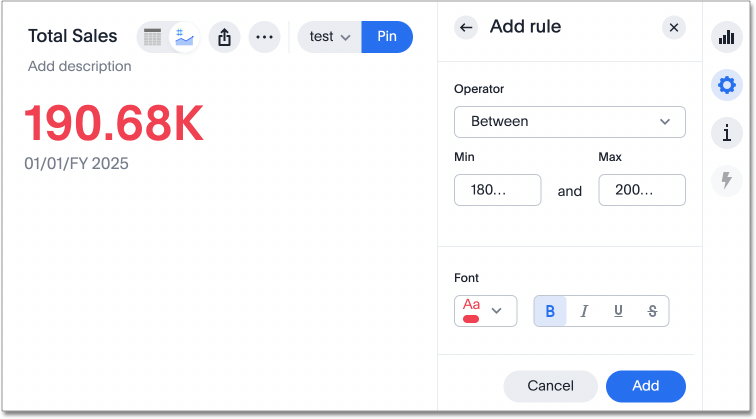 Total Sales
test
Pin
Add description
190.68K
01/01/FY 2025
Add rule
Operator
Between
Min
Max
180...
and
200...
Font
Aa
B I U S
Cancel
Add